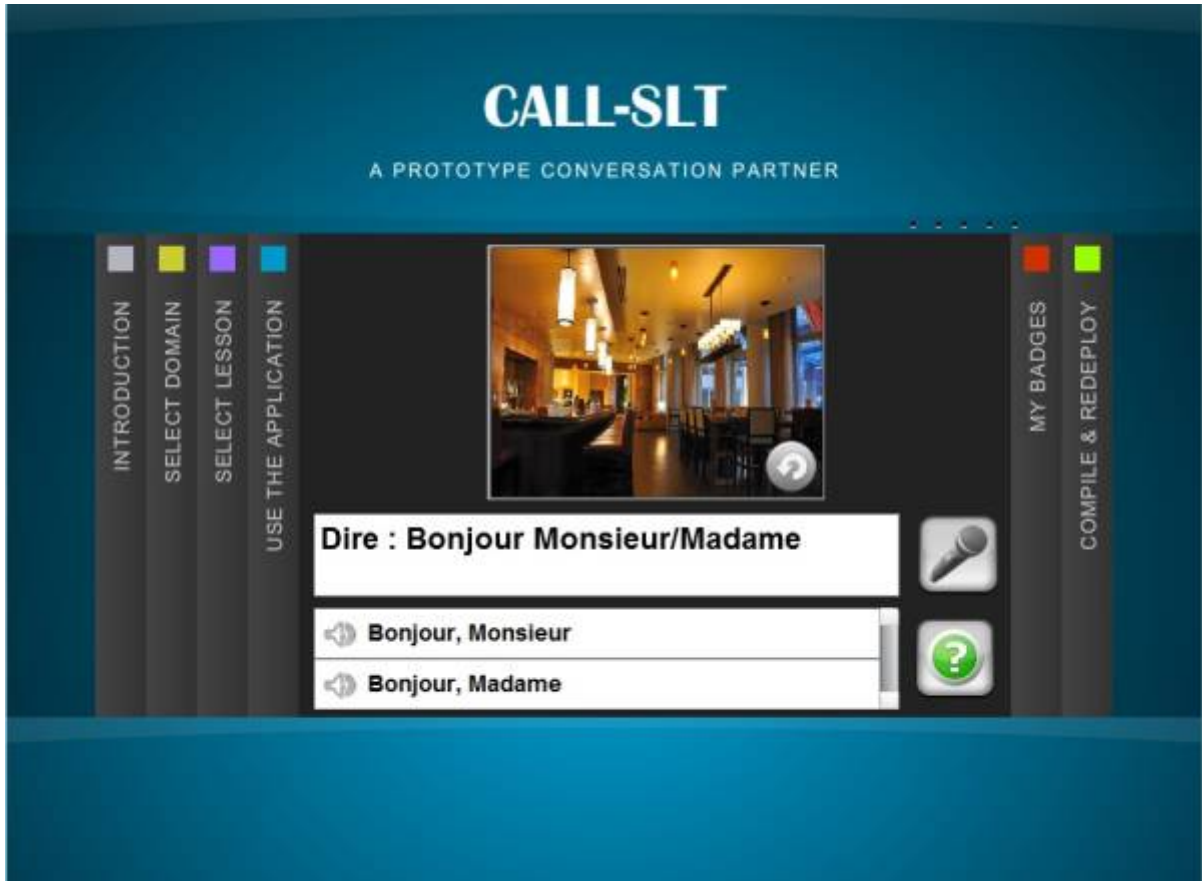 CALL-SLT
A PROTOTYPE CONVERSATION PARTNER
INTRODUCTION
SELECT DOMAIN
SELECT LESSON
USE THE APPLICATION
Dire : Bonjour Monsieur/Madame
Bonjour, Monsieur
Bonjour, Madame
?
MY BADGES
COMPILE & REDEPLOY